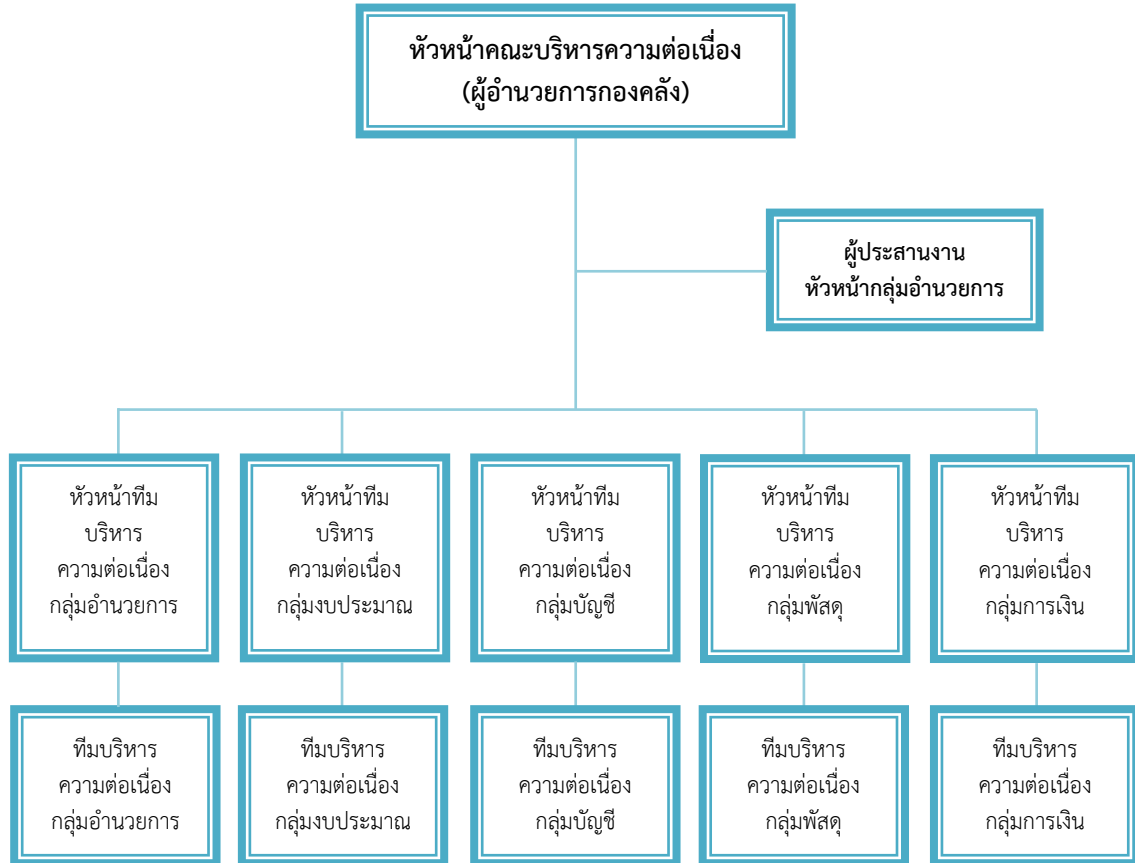 หัวหน้าคณะบริหารความต่อเนื่อง
(ผู้อำนวยการกองคลัง)
ผู้ประสานงาน
หัวหน้ากลุ่มอำนวยการ
หัวหน้าทีม
บริหาร
ความต่อเนื่อง
กลุ่มอำนวยการ
หัวหน้าทีม
บริหาร
ความต่อเนื่อง
กลุ่มงบประมาณ
หัวหน้าทีม
บริหาร
ความต่อเนื่อง
กลุ่มบัญชี
หัวหน้าทีม
บริหาร
ความต่อเนื่อง
กลุ่มพัสดุ
หัวหน้าทีม
บริหาร
ความต่อเนื่อง
กลุ่มการเงิน
ทีมบริหาร
ความต่อเนื่อง
กลุ่มอำนวยการ
ทีมบริหาร
ความต่อเนื่อง
กลุ่มงบประมาณ
ทีมบริหาร
ความต่อเนื่อง
กลุ่มบัญชี
ทีมบริหาร
ความต่อเนื่อง
กลุ่มพัสดุ
ทีมบริหาร
ความต่อเนื่อง
กลุ่มการเงิน